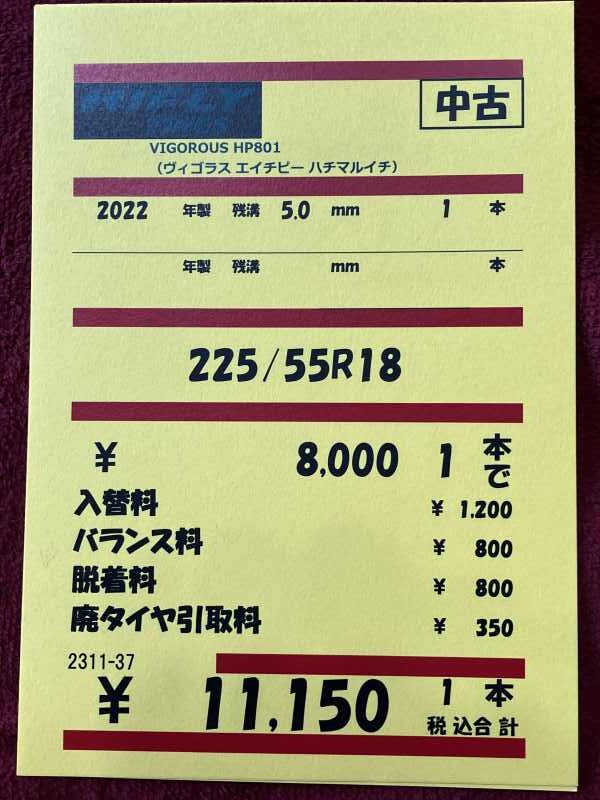 中古
VIGOROUS HP801
（ヴィゴラス エイチピー ハチマルイチ）
2022 年製 残溝 5.0 mm 1 本
年製 残溝 mm 本
225/55R18
¥ 8,000 1 本で
入替料 ¥ 1,200
バランス料 ¥ 800
脱着料 ¥ 800
廃タイヤ引取料 ¥ 350
2311-37
¥ 11,150 1 本
税込合計